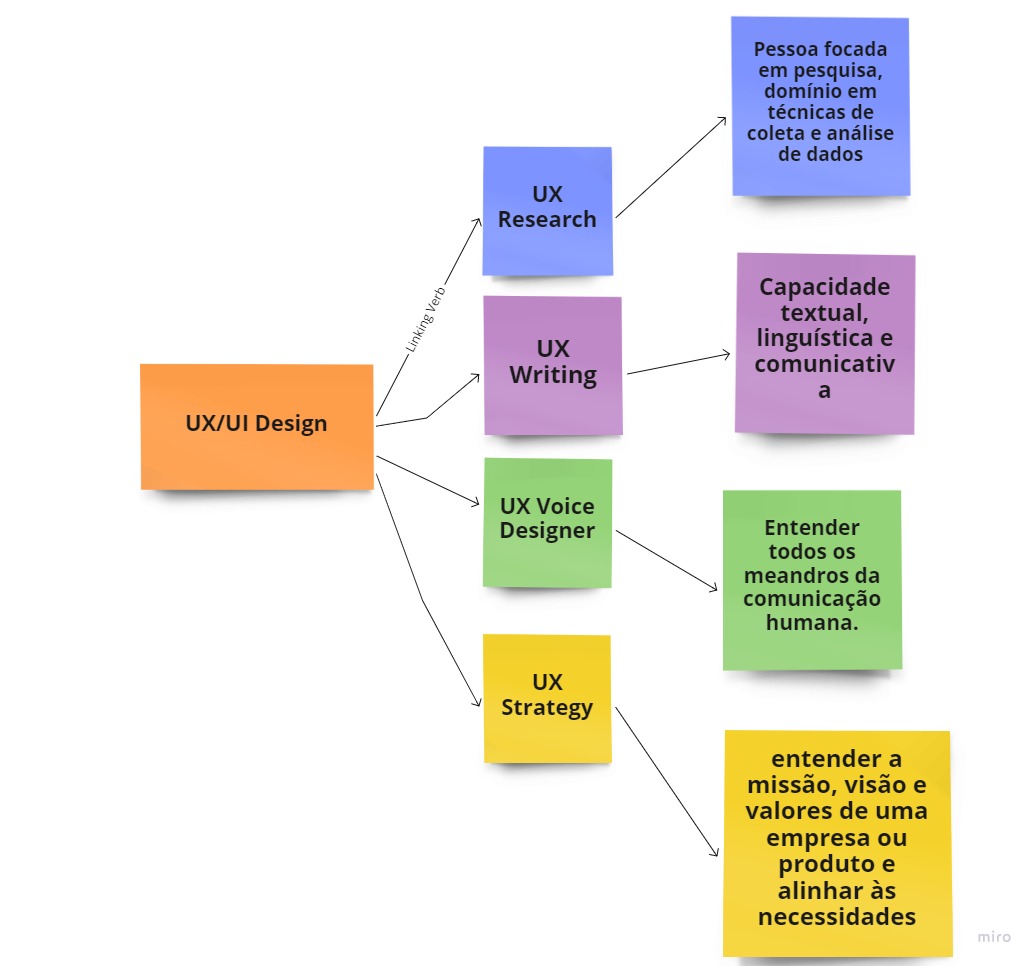 UX/UI Design
Linking Verb
UX
Research
Pessoa focada
em pesquisa,
domínio em
técnicas de
coleta e análise
de dados
UX
Writing
Capacidade
textual,
linguística e
comunicativ
a
UX Voice
Designer
Entender
todos os
meandros da
comunicação
humana.
UX
Strategy
entender a
missão, visão e
valores de uma
empresa ou
produto e
alinhar às
necessidades
miro